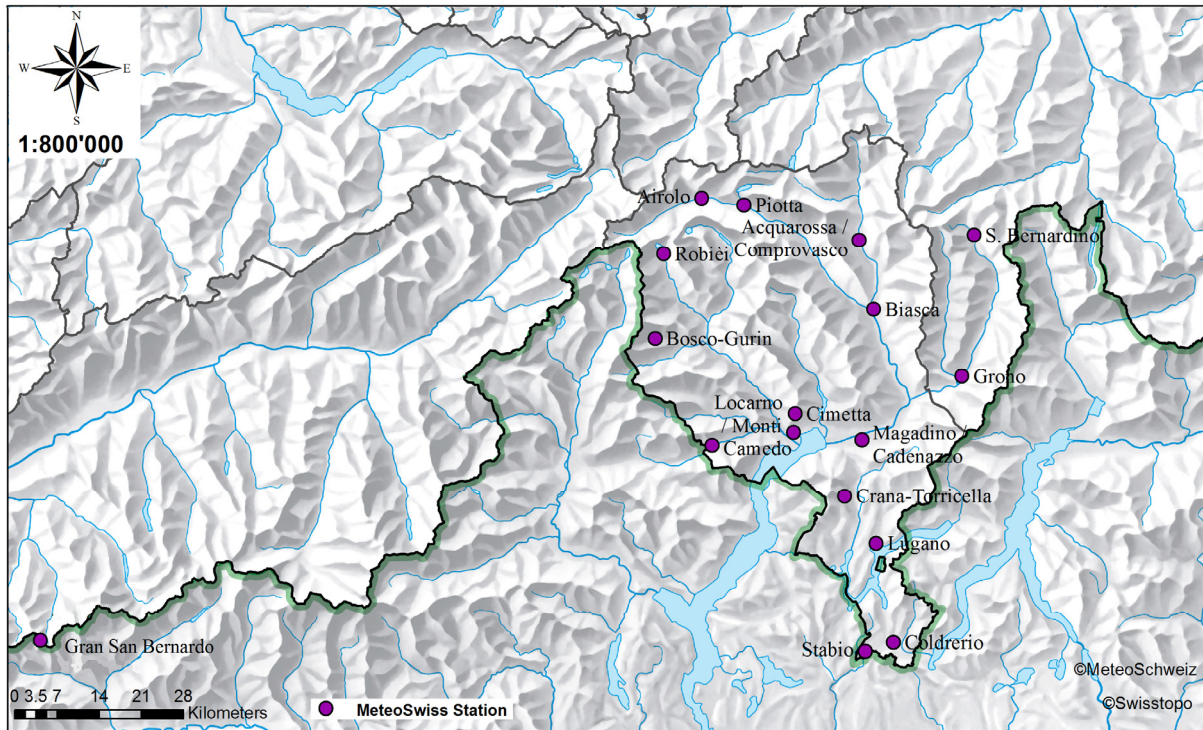 N
W
E
S
1:800'000
Airolo
Piotta
Acquarossa /
Comprovasco
S. Bernardino
Robièi
Biasca
Bosco-Gurin
Grono
Locarno
/ Monti
Cimetta
Camedo
Magadino
Cadenazzo
Crana-Torricella
Lugano
Gran San Bernardo
Stabio
Coldrerio
©MeteoSchweiz
0 3.5 7 14 21 28
Kilometers
MeteoSwiss Station
©Swisstopo